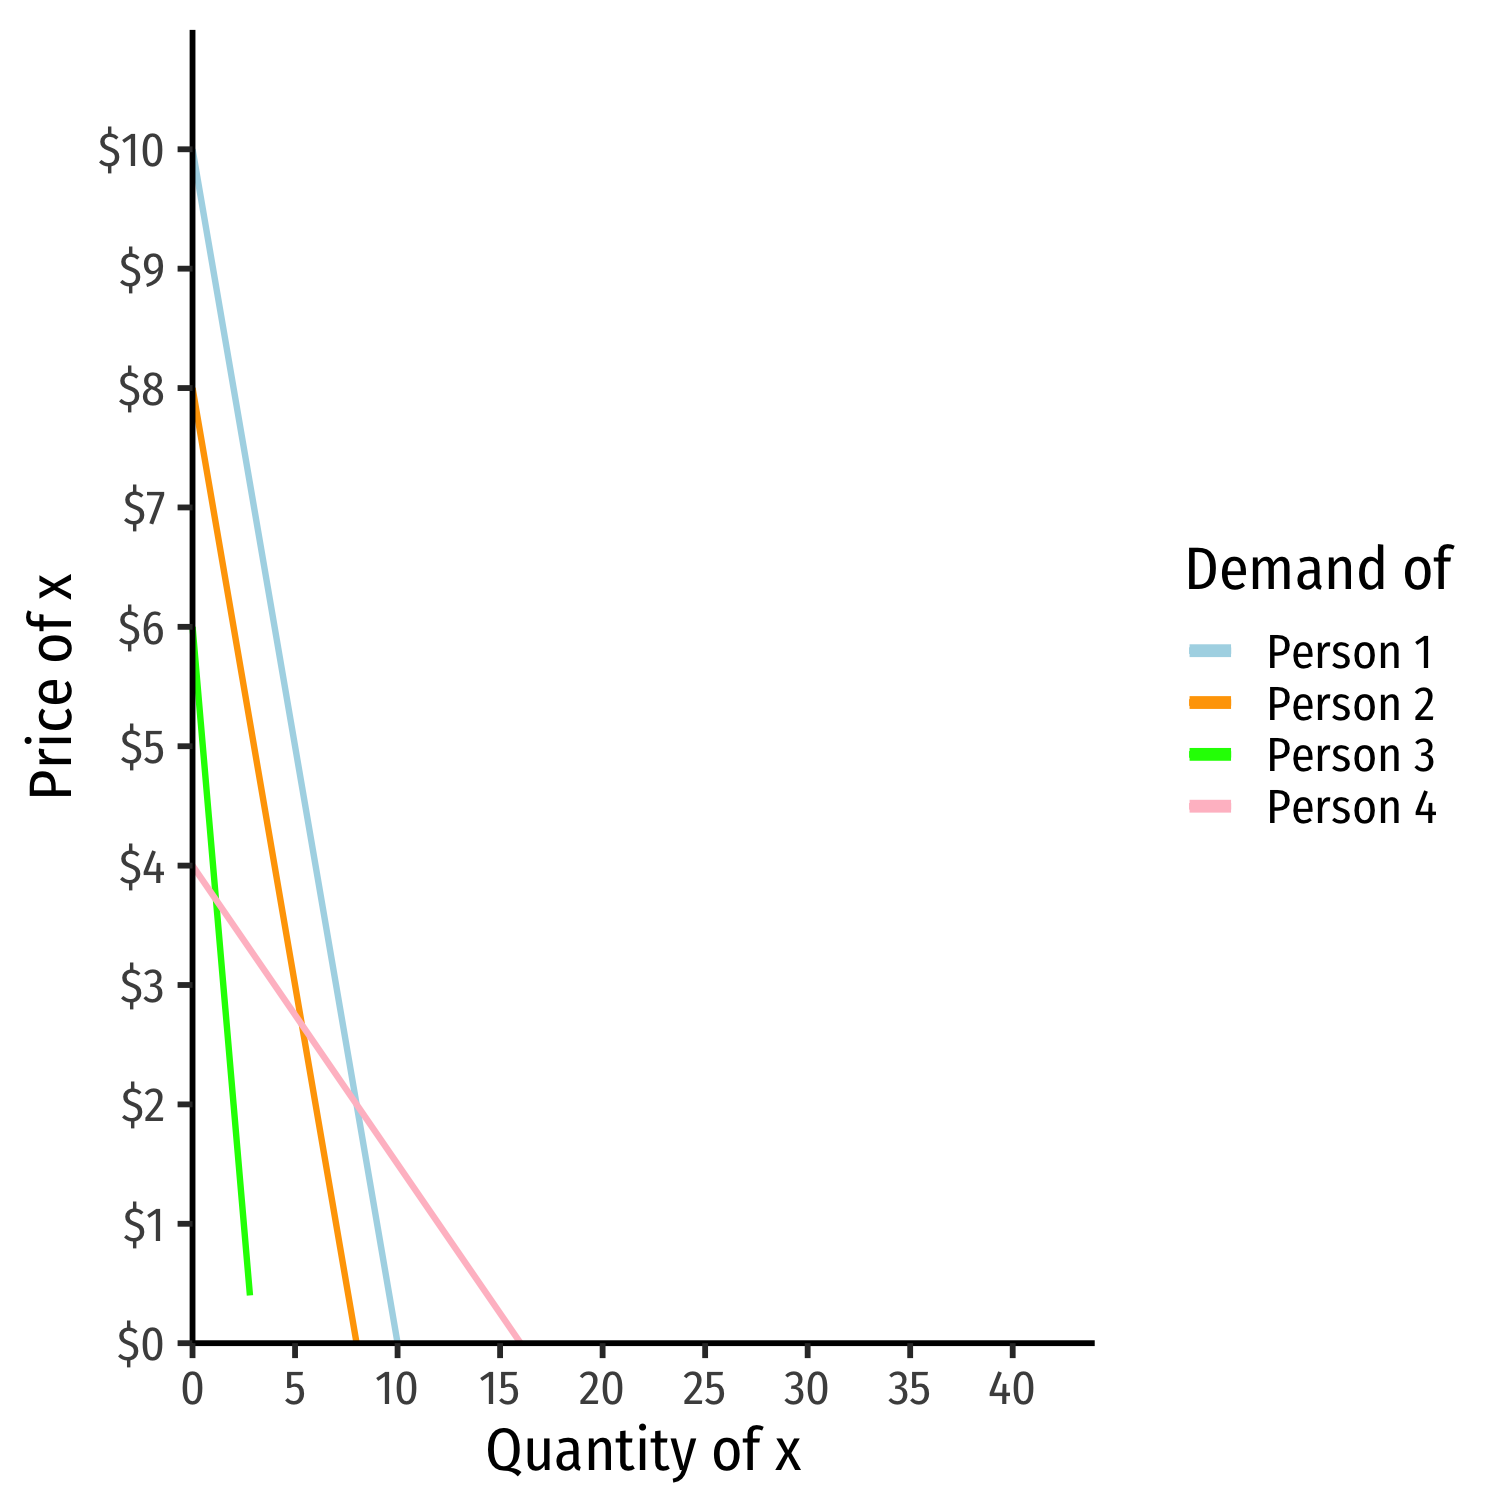 $10
$9
$8
$7
$6
$5
$4
$3
$2
$1
$0
Price of x
0 5 10 15 20 25 30 35 40
Quantity of x
Demand of
Person 1
Person 2
Person 3
Person 4